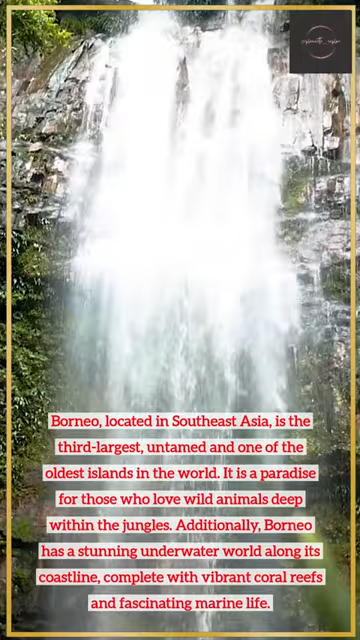 Borneo, located in Southeast Asia, is the
third-largest, untamed and one of the
oldest islands in the world. It is a paradise
for those who love wild animals deep
within the jungles. Additionally, Borneo
has a stunning underwater world along its
coastline, complete with vibrant coral reefs
and fascinating marine life.